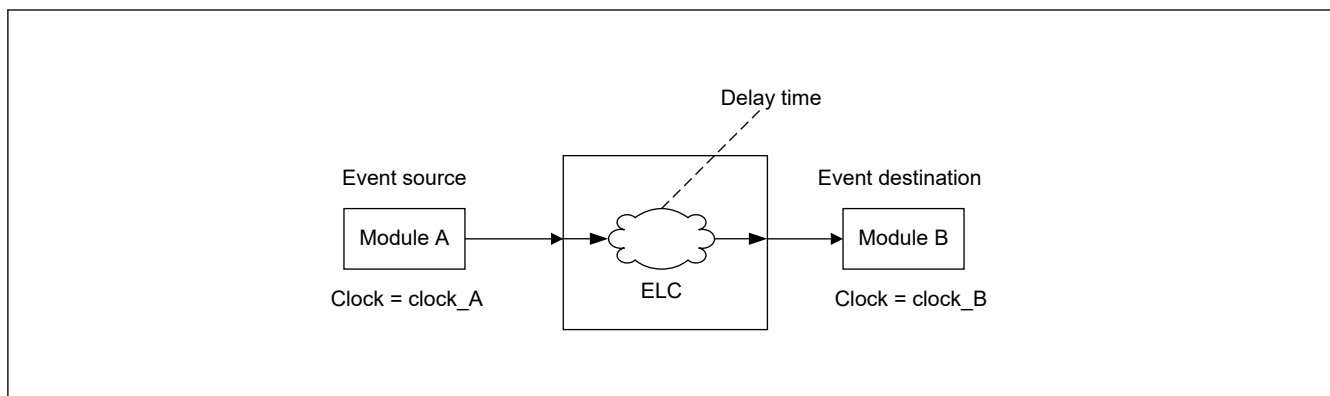 Delay time
Event source
Event destination
Module A
Module B
ELC
Clock = clock_A
Clock = clock_B